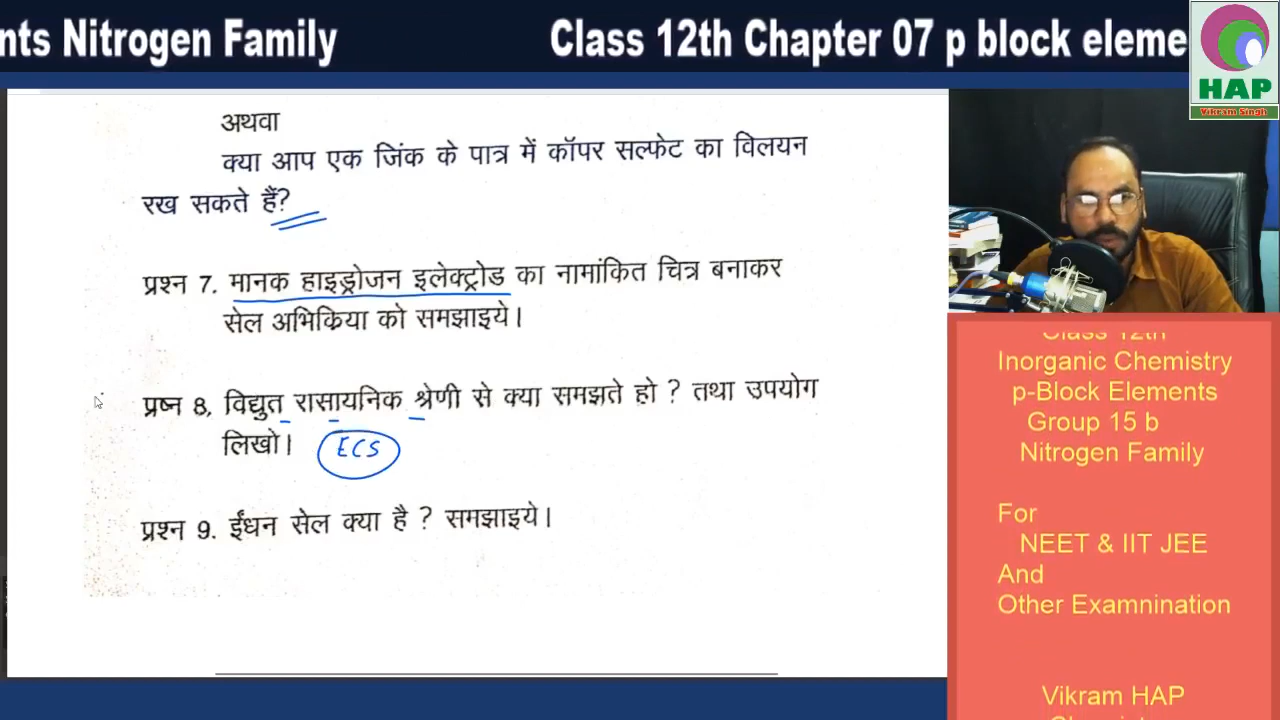 nts Nitrogen Family
Class 12th Chapter 07 p block eleme
HAP
Vikram Singh
अथवा
क्या आप एक जिंक के पात्र में कॉपर सल्फेट का विलयन
रख सकते हैं?
प्रश्न 7. मानक हाइड्रोजन इलेक्ट्रोड का नामांकित चित्र बनाकर
सेल अभिक्रिया को समझाइये।
प्रष्न 8, विद्युत रासायनिक श्रेणी से क्या समझते हो ? तथा उपयोग
लिखो।
ECS
प्रश्न 9. ईंधन सेल क्या है ? समझाइये।
Class 12th
Inorganic Chemistry
p-Block Elements
Group 15 b
Nitrogen Family
For
NEET & IIT JEE
And
Other Examnination
Vikram HAP